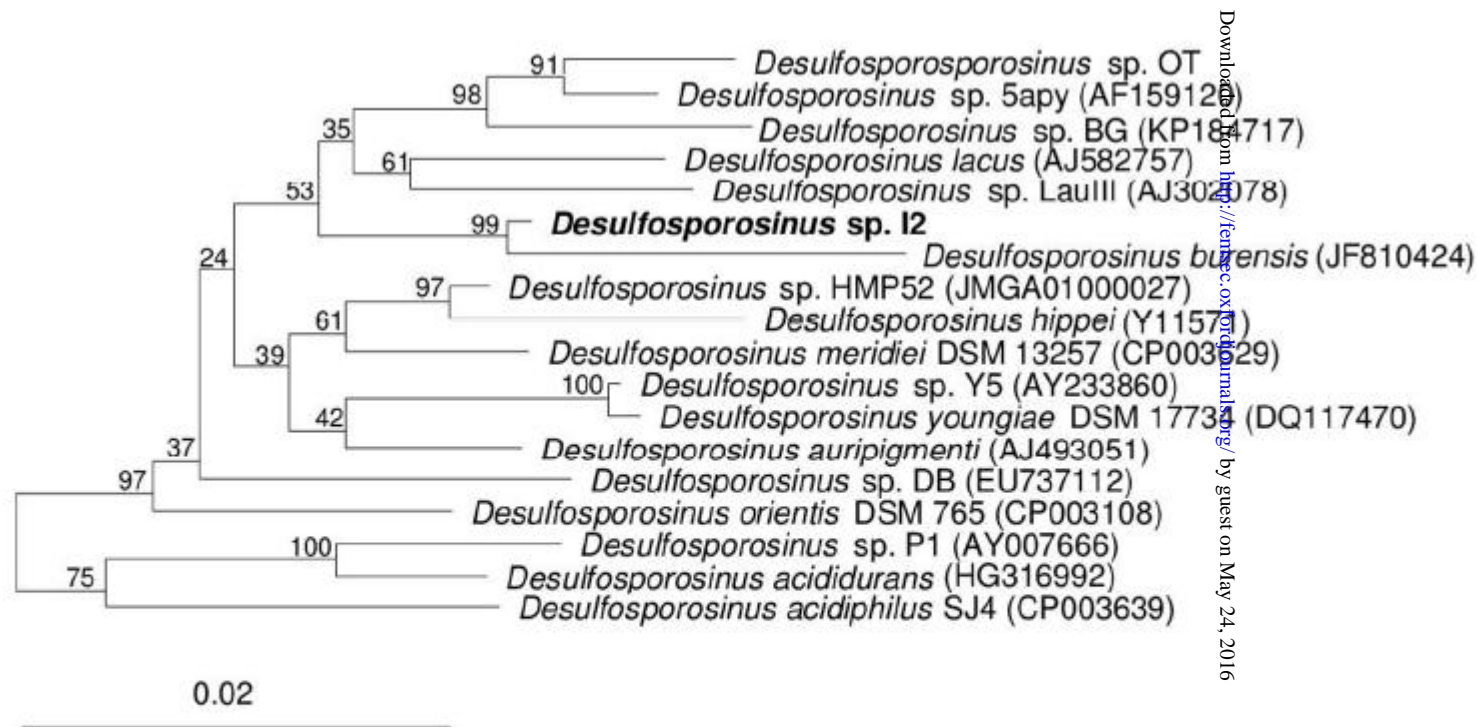 91
Desulfosporosporosinus sp. OT
98
Desulfosporosinus sp. 5apy
35
Desulfosporosinus sp. BG (KP184717)
61
Desulfosporosinus lacus (AJ582757)
53
Desulfosporosinus sp. LauIII (AJ302078)
99
Desulfosporosinus sp. I2
24
Desulfosporosinus burensis (JF810424)
97
Desulfosporosinus sp. HMP52 (JMGA01000027)
61
Desulfosporosinus hippei (Y11571)
39
Desulfosporosinus meridiei DSM 13257 (CP003629)
100
Desulfosporosinus sp. Y5 (AY233860)
42
Desulfosporosinus youngiae DSM 17734 (DQ117470)
Desulfosporosinus auripigmenti (AJ493051)
37
Desulfosporosinus sp. DB (EU737112)
97
Desulfosporosinus orientis DSM 765 (CP003108)
100
Desulfosporosinus sp. P1 (AY007666)
75
Desulfosporosinus acididurans (HG316992)
Desulfosporosinus acidiphilus SJ4 (CP003639)
0.02
Downloaded from http://femsec.oxfordjournals.org/ by guest on May 24, 2016